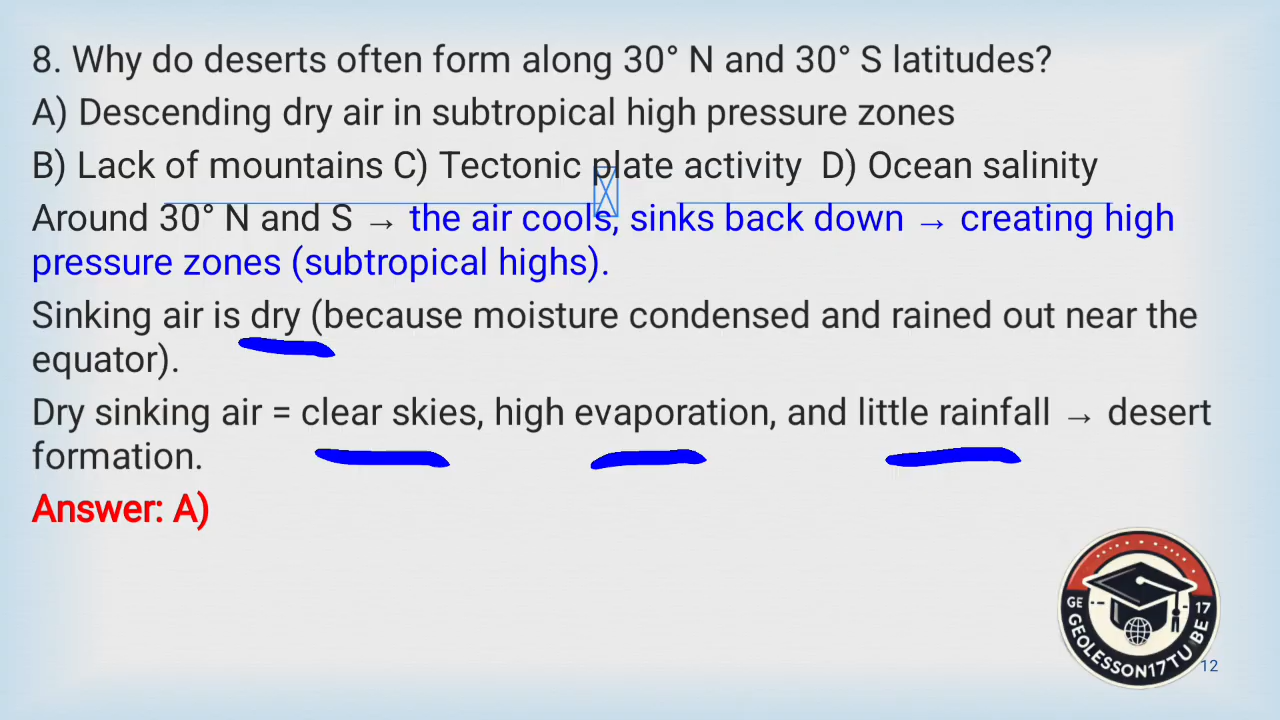 8. Why do deserts often form along 30° N and 30° S latitudes?
A) Descending dry air in subtropical high pressure zones
B) Lack of mountains C) Tectonic plate activity D) Ocean salinity
Around 30° N and S → the air cools, sinks back down → creating high
pressure zones (subtropical highs).
Sinking air is dry (because moisture condensed and rained out near the
equator).
Dry sinking air = clear skies, high evaporation, and little rainfall → desert
formation.
Answer: A)
GE 17
GEOLESSON17TU BE
12